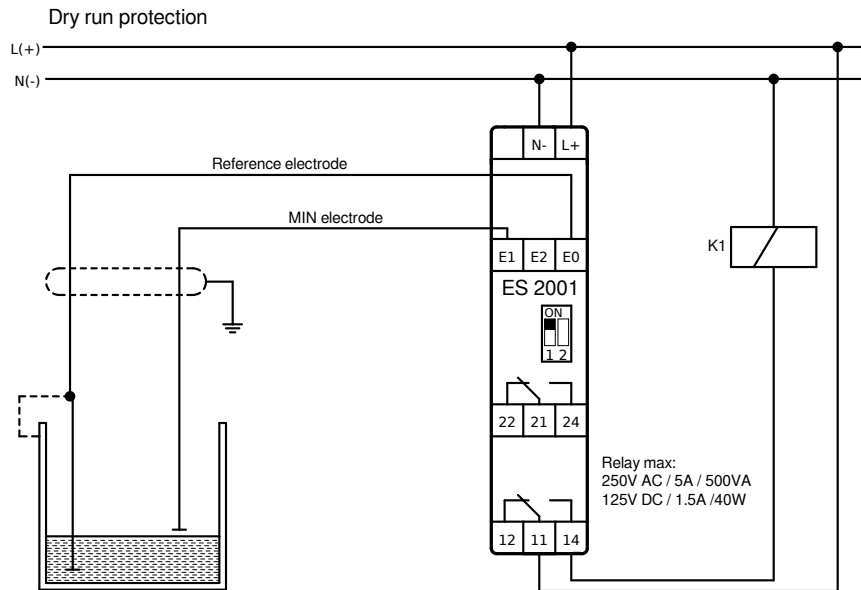 Dry run protection
L(+)
N(-)
N- L+
Reference electrode
MIN electrode
K1
E1 E2 E0
ES 2001
ON
1 2
22 21 24
Relay max:
250V AC / 5A / 500VA
125V DC / 1.5A /40W
12 11 14